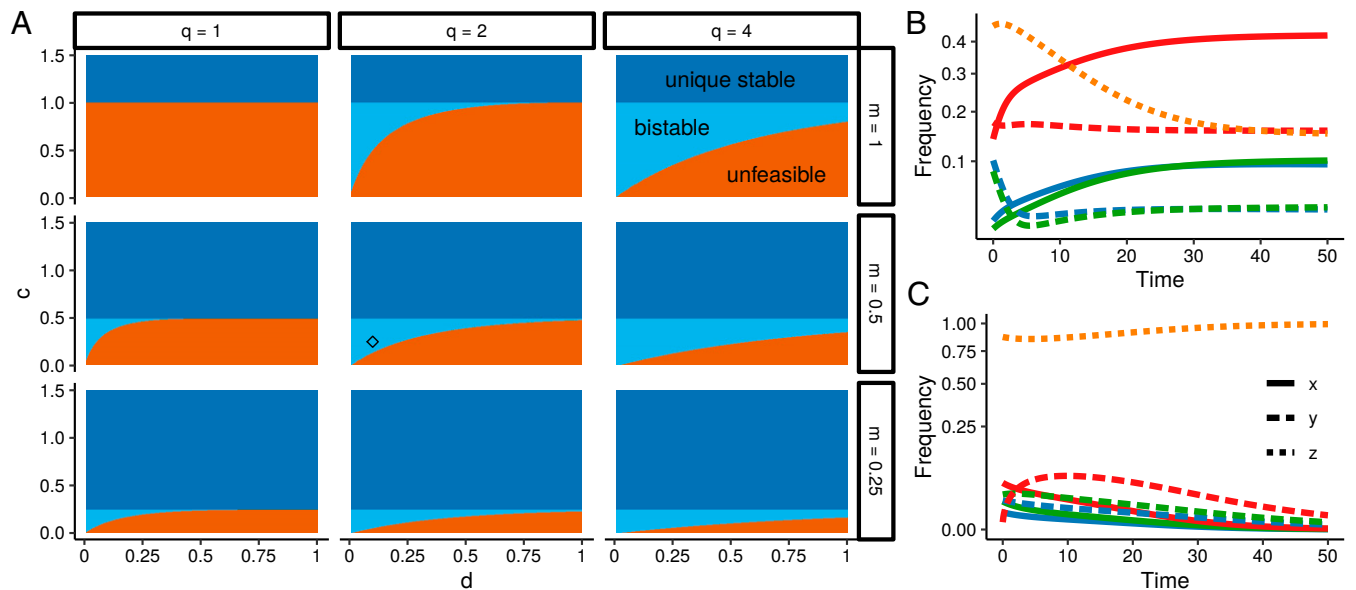 A
q = 1
q = 2
q = 4
1.5
1.0
0.5
0.0
unique stable
bistable
unfeasible
m = 1
1.5
1.0
0.5
0.0
m = 0.5
c
1.5
1.0
0.5
0.0
m = 0.25
0 0.25 0.5 0.75 1
0 0.25 0.5 0.75 1
0 0.25 0.5 0.75 1
d
B
Frequency
0.4
0.3
0.2
0.1
0 10 20 30 40 50
Time
C
Frequency
1.00
0.75
0.50
0.25
0.00
x
y
z
0 10 20 30 40 50
Time